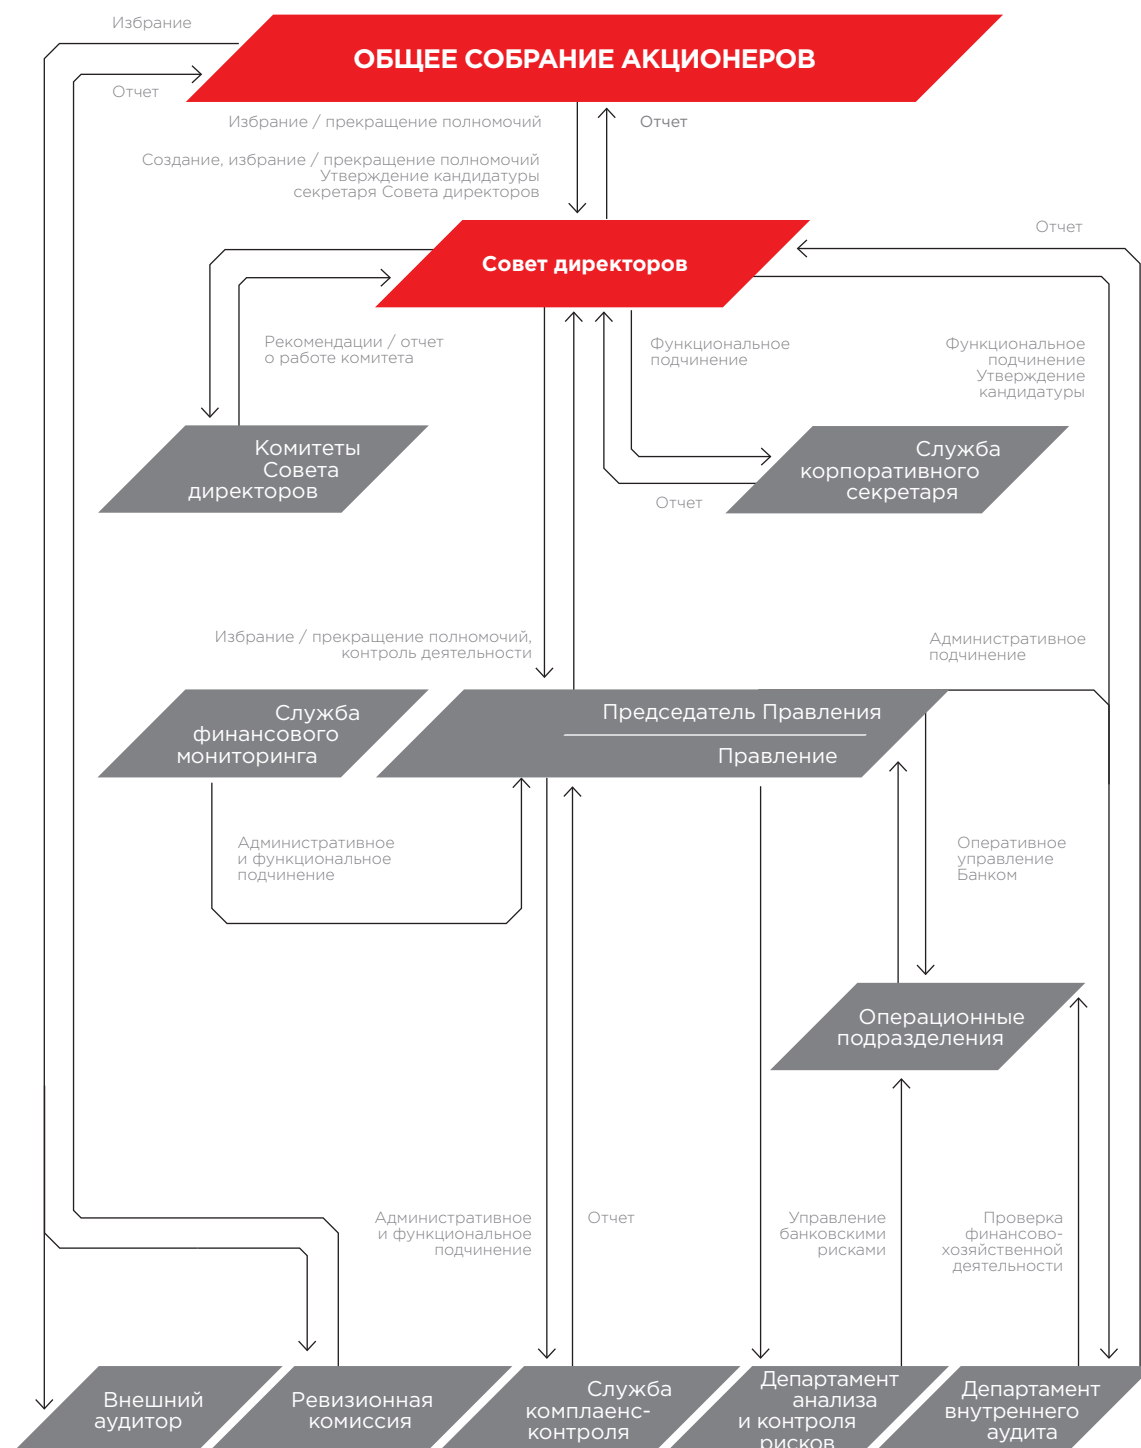 Избрание
ОБЩЕЕ СОБРАНИЕ АКЦИОНЕРОВ
Отчет
Избрание / прекращение полномочий
Отчет
Создание, избрание / прекращение полномочий
Утверждение кандидатуры
секретаря Совета директоров
Отчет
Совет директоров
Рекомендации / отчет
о работе комитета
Функциональное
подчинение
Функциональное
подчинение
Утверждение
кандидатуры
Комитеты
Совета
директоров
Служба
корпоративного
секретаря
Отчет
Избрание / прекращение полномочий,
контроль деятельности
Административное
подчинение
Служба
финансового
мониторинга
Председатель Правления
Правление
Административное
и функциональное
подчинение
Оперативное
управление
Банком
Операционные
подразделения
Административное
и функциональное
подчинение
Отчет
Управление
банковскими
рисками
Проверка
финансово-
хозяйственной
деятельности
Внешний
аудитор
Ревизионная
комиссия
Служба
комплаенс-
контроля
Департамент
анализа
и контроля
рисков
Департамент
внутреннего
аудита